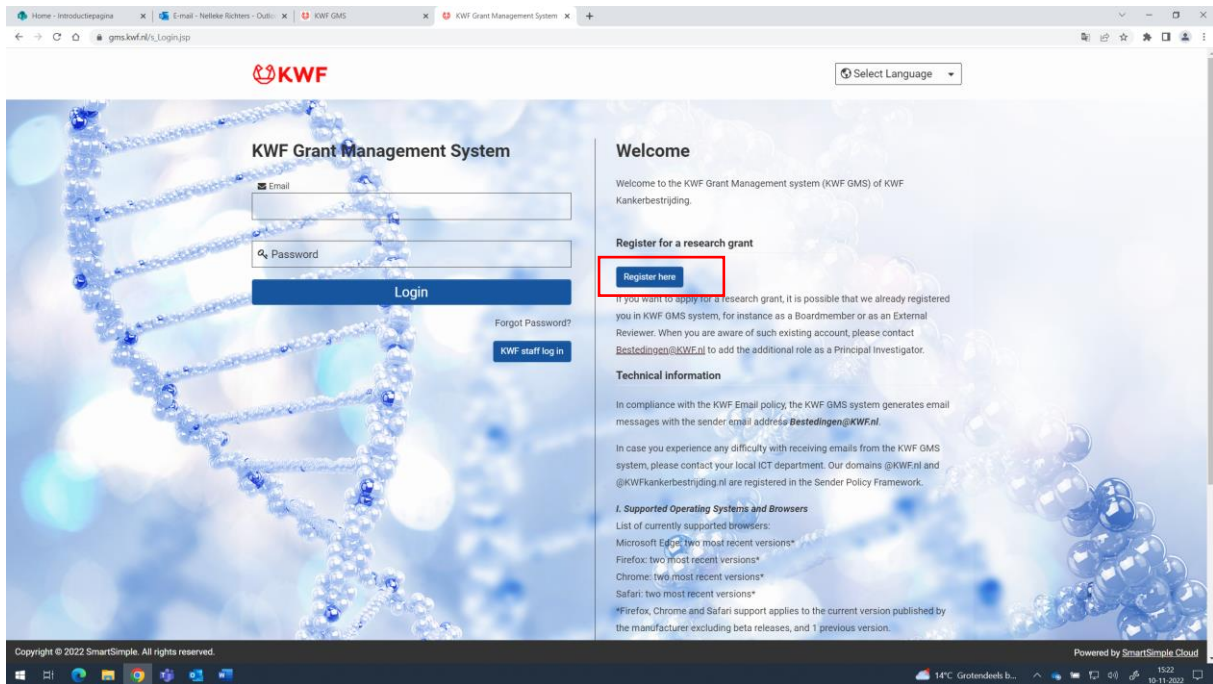 Home - Introductiepagina
E-mail - Nelleke Richters - Outlo
KWF GMS
KWF Grant Management System
gms.kwf.nl/s_Login.jsp
KWF
Select Language
KWF Grant Management System
Email
Password
Login
Forgot Password?
KWF staff log in
Welcome
Welcome to the KWF Grant Management system (KWF GMS) of KWF
Kankerbestrijding.
Register for a research grant
Register here
If you want to apply for a research grant, it is possible that we already registered
you in KWF GMS system, for instance as a Boardmember or as an External
Reviewer. When you are aware of such existing account, please contact
Bestedingen@KWF.nl to add the additional role as a Principal Investigator.
Technical information
In compliance with the KWF Email policy, the KWF GMS system generates email
messages with the sender email address Bestedingen@KWF.nl.
In case you experience any difficulty with receiving emails from the KWF GMS
system, please contact your local ICT department. Our domains @KWF.nl and
@KWFkankerbestrijding.nl are registered in the Sender Policy Framework.
I. Supported Operating Systems and Browsers
List of currently supported browsers:
Microsoft Edge: two most recent versions*
Firefox: two most recent versions*
Chrome: two most recent versions*
Safari: two most recent versions*
*Firefox, Chrome and Safari support applies to the current version published by
the manufacturer excluding beta releases, and 1 previous version.
Copyright © 2022 SmartSimple. All rights reserved.
Powered by SmartSimple Cloud
14°C Grotendeels b...
15:22
10-11-2022